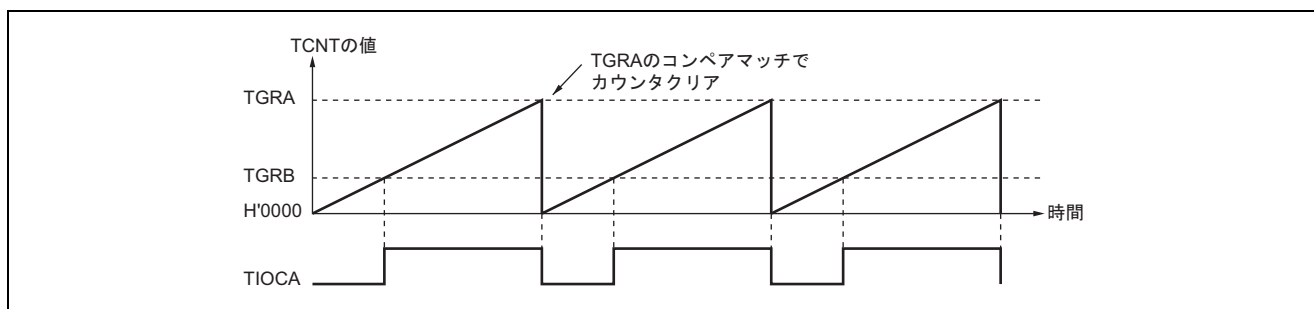 TCNTの値
TGRAのコンペアマッチで
カウンタクリア
TGRA
TGRB
H'0000
時間
TIOCA